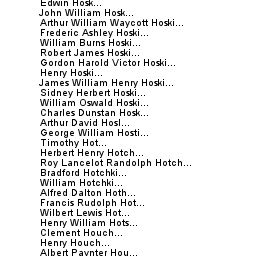 Edwin Hosk...
John William Hosk...
Arthur William Waycott Hoski...
Frederic Ashley Hoski...
William Burns Hoski...
Robert James Hoski...
Gordon Harold Victor Hoski...
Henry Hoski...
James William Henry Hoski...
Sidney Herbert Hoski...
William Oswald Hoski...
Charles Dunstan Hosk...
Arthur David Hosl...
George William Hosti...
Timothy Hot...
Herbert Henry Hotch...
Roy Lancelot Randolph Hotch...
Bradford Hotchki...
William Hotchki...
Alfred Dalton Hoth...
Francis Rudolph Hot...
Wilbert Lewis Hot...
Henry William Hots...
Clement Houch...
Henry Houch...
Albert Paynter Hou...